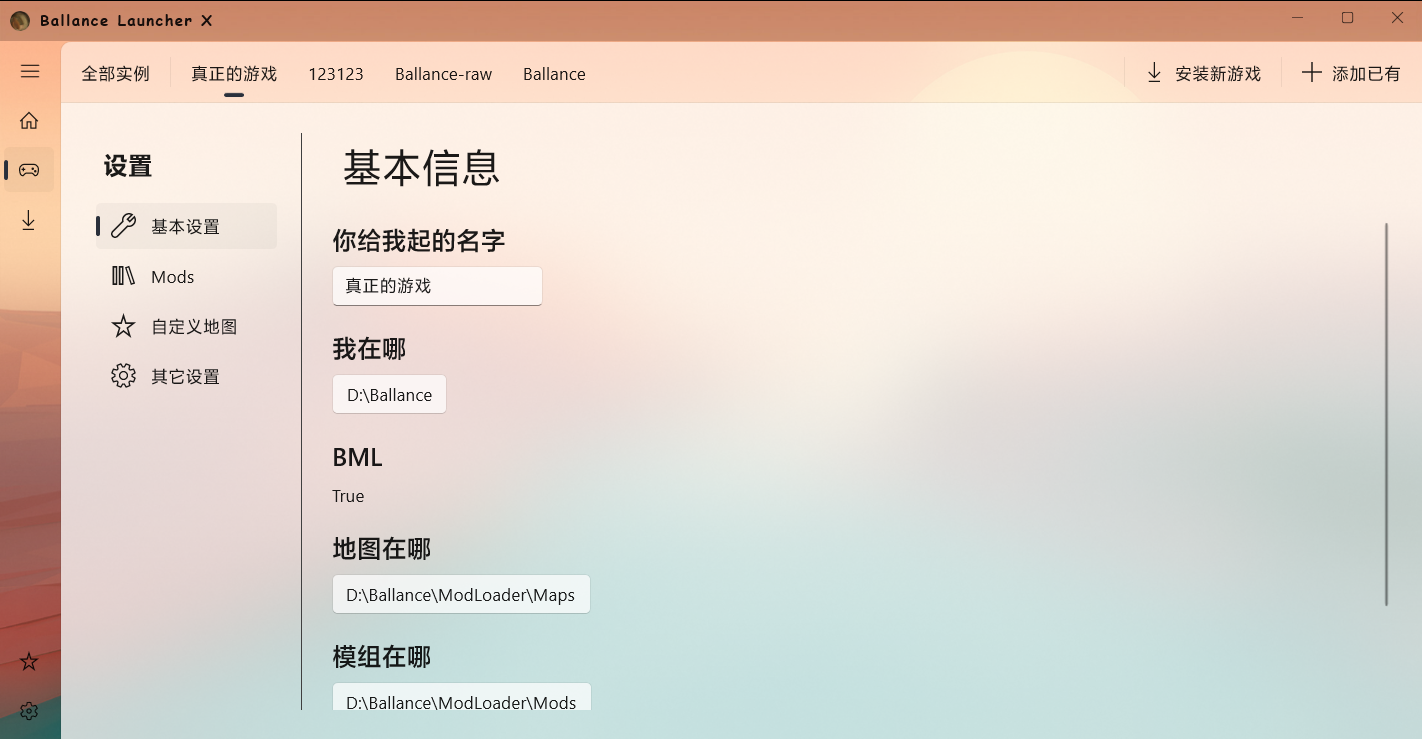 Ballance Launcher X
全部实例 真正的游戏 123123 Ballance-raw Ballance 安装新游戏 添加已有
设置
基本设置
Mods
自定义地图
其它设置
基本信息
你给我起的名字
真正的游戏
我在哪
D:\Ballance
BML
True
地图在哪
D:\Ballance\ModLoader\Maps
模组在哪
D:\Ballance\ModLoader\Mods